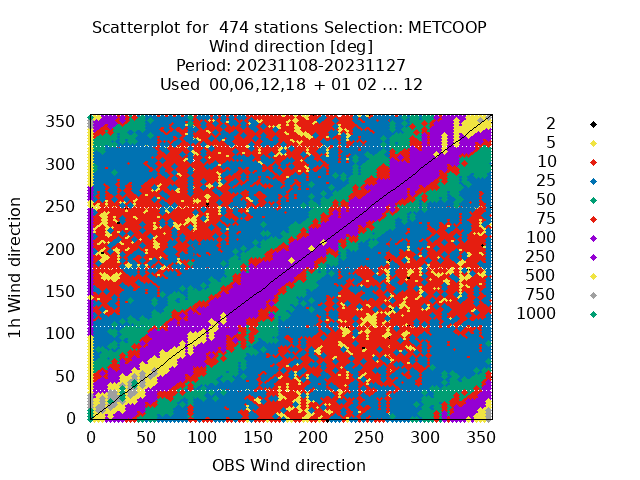 Scatterplot for  474 stations Selection: METCOOP
Wind direction [deg]
Period: 20231108-20231127
Used  00,06,12,18  + 01 02 ... 12
350
300
250
200
150
100
50
0
1h Wind direction
0 50 100 150 200 250 300 350
OBS Wind direction
2
5
10
25
50
75
100
250
500
750
1000